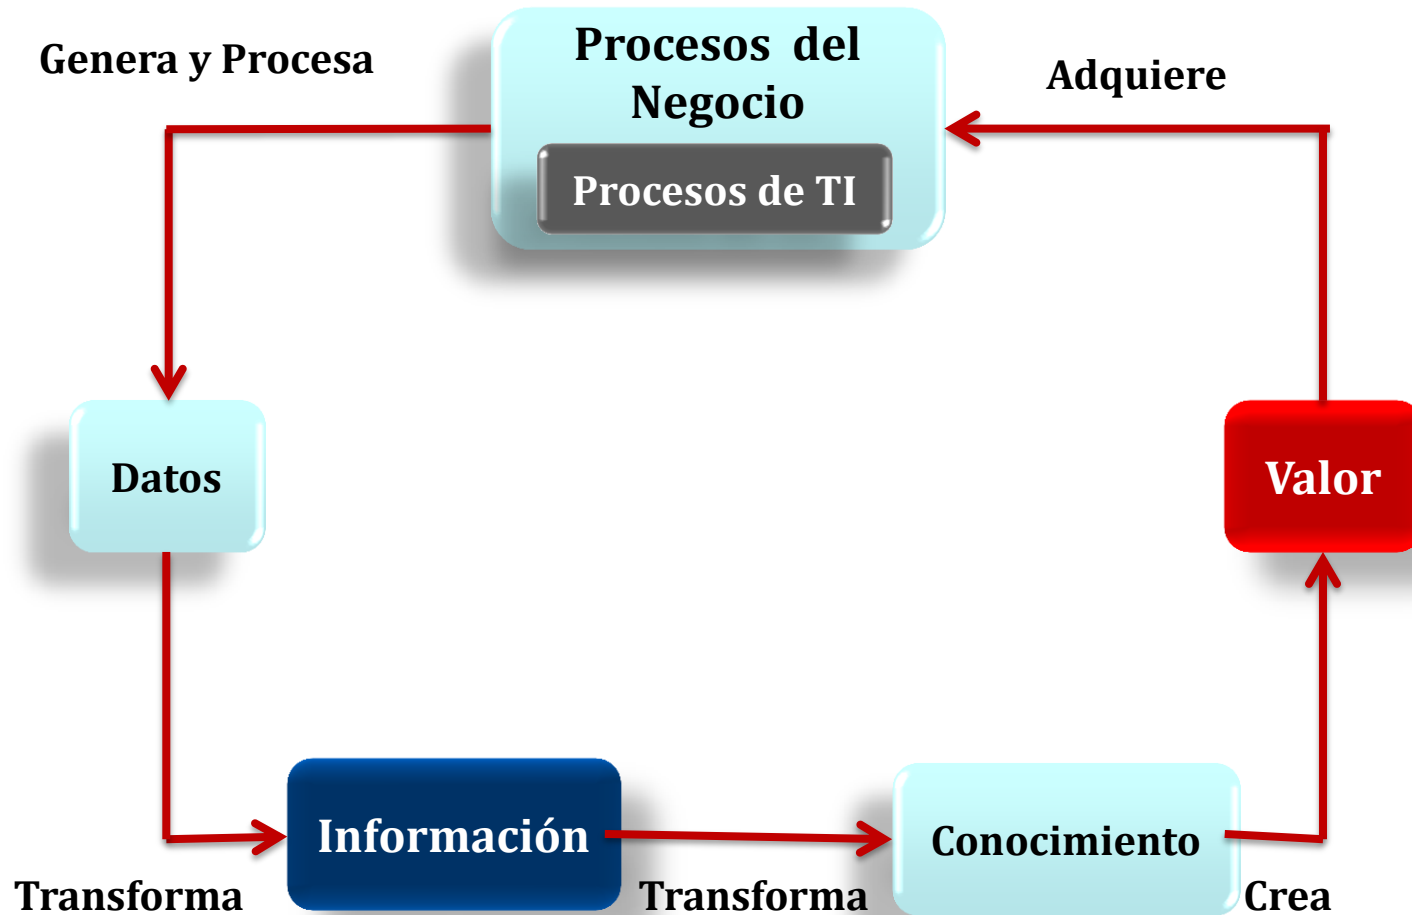 Genera y Procesa
Procesos del
Negocio
Adquiere
Procesos de TI
Datos
Valor
Información
Conocimiento
Transforma
Transforma
Crea